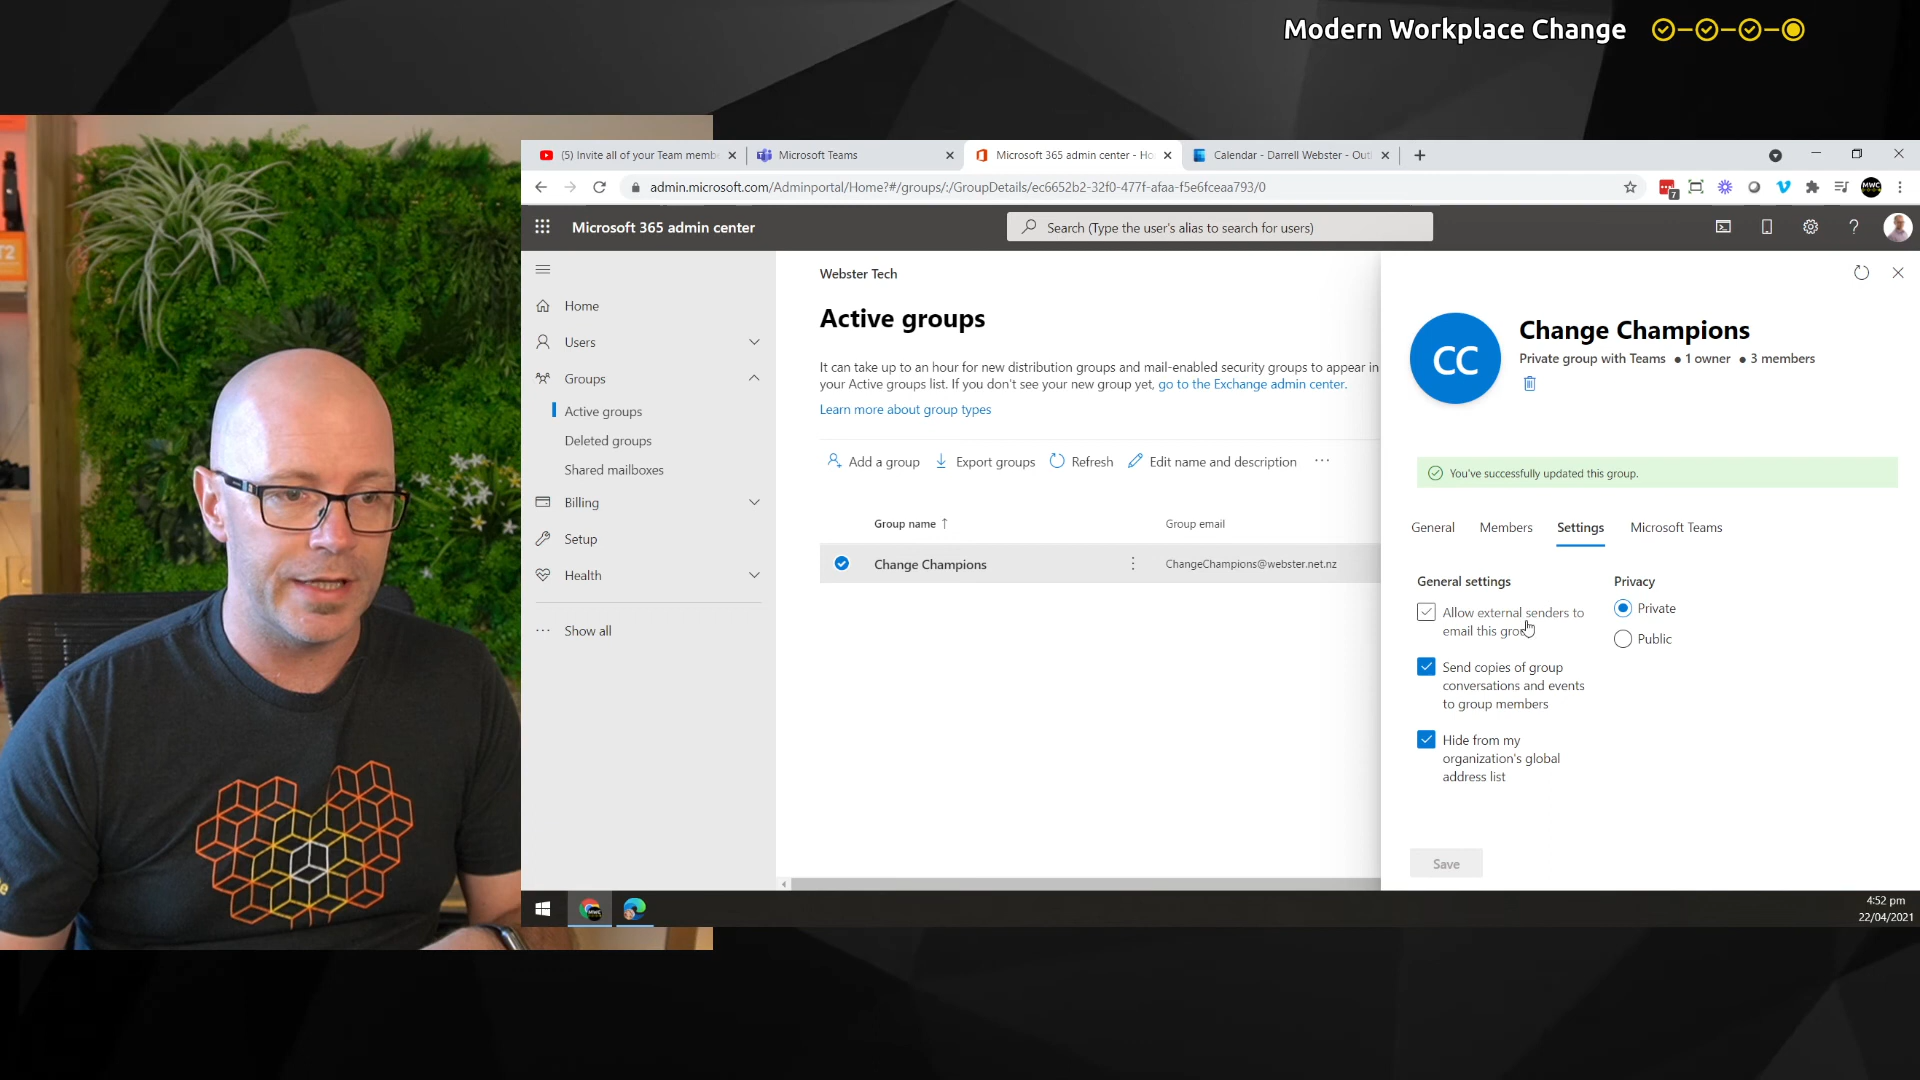 Modern Workplace Change
(5) Invite all of your Team memb
Microsoft Teams
Microsoft 365 admin center - Ho
Calendar - Darrell Webster - Out
admin.microsoft.com/Adminportal/Home?#/groups/:/GroupDetails/ec6652b2-32f0-477f-afaa-f5e6fceaa793/0
7
MWC
Microsoft 365 admin center
Search (Type the user's alias to search for users)
Home
Users
Groups
Active groups
Deleted groups
Shared mailboxes
Billing
Setup
Health
Show all
Webster Tech
Active groups
It can take up to an hour for new distribution groups and mail-enabled security groups to appear in
your Active groups list. If you don't see your new group yet, go to the Exchange admin center.
Learn more about group types
Add a group
Export groups
Refresh
Edit name and description
Group name ↑
Group email
Change Champions
ChangeChampions@webster.net.nz
CC
Change Champions
Private group with Teams • 1 owner • 3 members
You've successfully updated this group.
General
Members
Settings
Microsoft Teams
General settings
Allow external senders to
email this group
Send copies of group
conversations and events
to group members
Hide from my
organization's global
address list
Privacy
Private
Public
Save
4:52 pm
22/04/2021